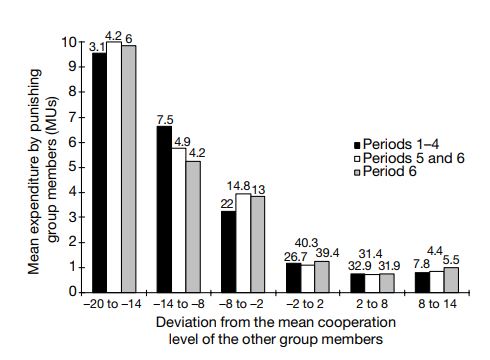 Mean expenditure by punishing
group members (MUs)
10
9
8
7
6
5
4
3
2
1
0
3.1 4.2 6
7.5 4.9 4.2
22 14.8 13
26.7 40.3 39.4
32.9 31.4 31.9
7.8 4.4 5.5
Periods 1–4
Periods 5 and 6
Period 6
–20 to –14 –14 to –8 –8 to –2 –2 to 2 2 to 8 8 to 14
Deviation from the mean cooperation
level of the other group members